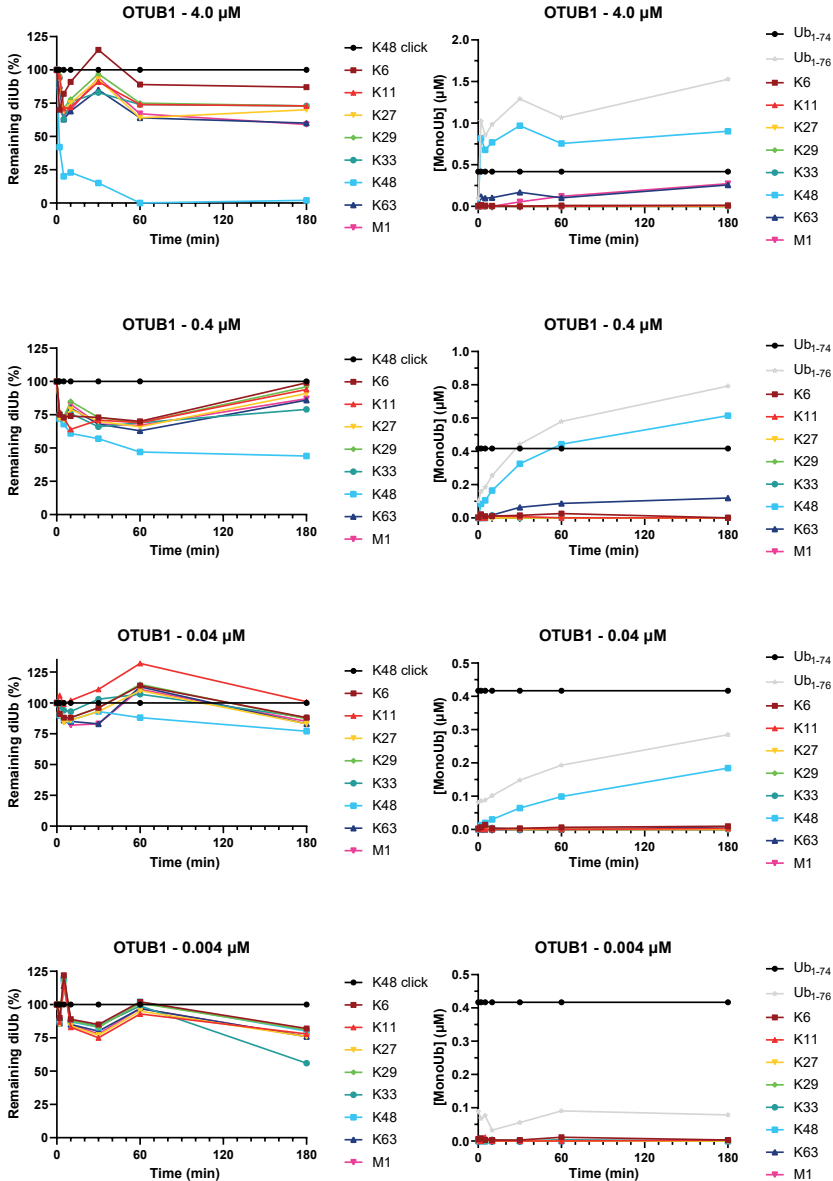 OTUB1 - 4.0 µM
Remaining diUb (%)
125
100
75
50
25
0
0
60
120
180
Time (min)
K48 click
K6
K11
K27
K29
K33
K48
K63
M1
OTUB1 - 4.0 µM
[MonoUb] (µM)
2.0
1.5
1.0
0.5
0.0
0
60
120
180
Time (min)
Ub1-74
Ub1-76
K6
K11
K27
K29
K33
K48
K63
M1
OTUB1 - 0.4 µM
Remaining diUb (%)
125
100
75
50
25
0
0
60
120
180
Time (min)
K48 click
K6
K11
K27
K29
K33
K48
K63
M1
OTUB1 - 0.4 µM
[MonoUb] (µM)
1.0
0.8
0.6
0.4
0.2
0.0
0
60
120
180
Time (min)
Ub1-74
Ub1-76
K6
K11
K27
K29
K33
K48
K63
M1
OTUB1 - 0.04 µM
Remaining diUb (%)
125
100
75
50
25
0
0
60
120
180
Time (min)
K48 click
K6
K11
K27
K29
K33
K48
K63
M1
OTUB1 - 0.04 µM
[MonoUb] (µM)
0.5
0.4
0.3
0.2
0.1
0.0
0
60
120
180
Time (min)
Ub1-74
Ub1-76
K6
K11
K27
K29
K33
K48
K63
M1
OTUB1 - 0.004 µM
Remaining diUb (%)
125
100
75
50
25
0
0
60
120
180
Time (min)
K48 click
K6
K11
K27
K29
K33
K48
K63
M1
OTUB1 - 0.004 µM
[MonoUb] (µM)
0.5
0.4
0.3
0.2
0.1
0.0
0
60
120
180
Time (min)
Ub1-74
Ub1-76
K6
K11
K27
K29
K33
K48
K63
M1